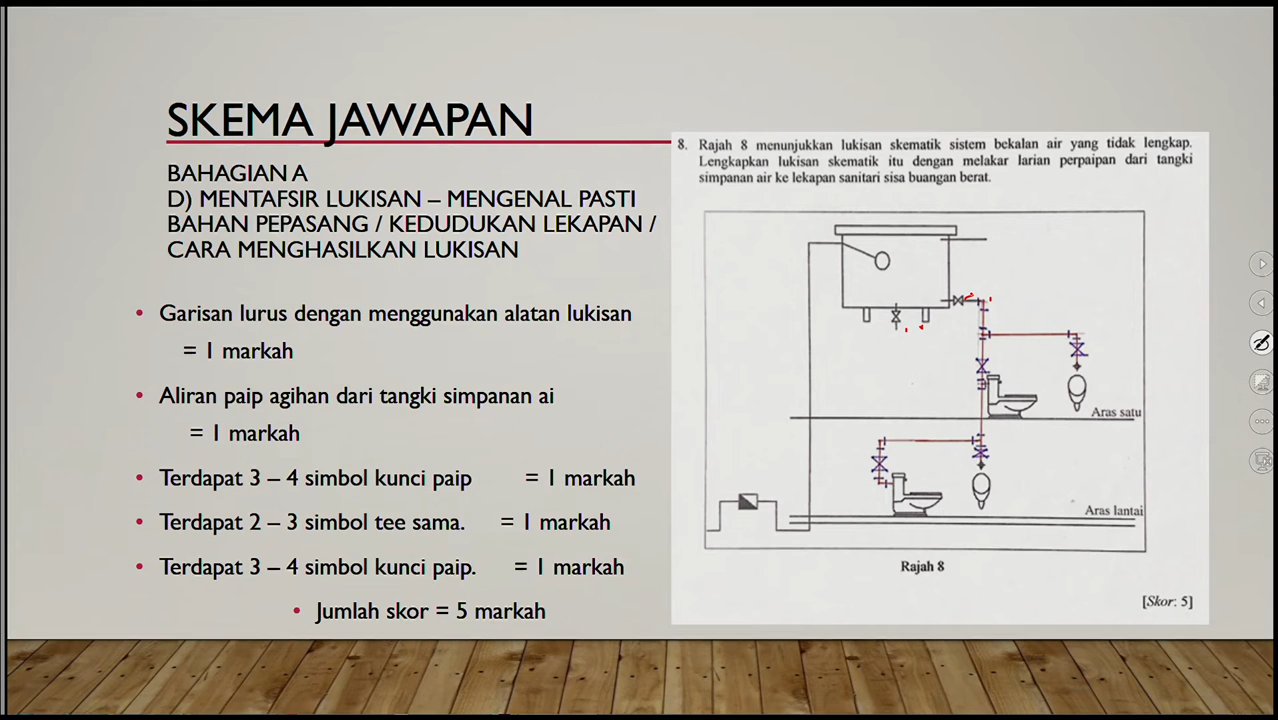 SKEMA JAWAPAN
BAHAGIAN A
D) MENTAFSIR LUKISAN – MENGENAL PASTI
BAHAN PEPASANG / KEDUDUKAN LEKAPAN /
CARA MENGHASILKAN LUKISAN
• Garisan lurus dengan menggunakan alatan lukisan
= 1 markah
• Aliran paip agihan dari tangki simpanan ai
= 1 markah
• Terdapat 3 – 4 simbol kunci paip = 1 markah
• Terdapat 2 – 3 simbol tee sama. = 1 markah
• Terdapat 3 – 4 simbol kunci paip. = 1 markah
• Jumlah skor = 5 markah
8. Rajah 8 menunjukkan lukisan skematik sistem bekalan air yang tidak lengkap.
Lengkapkan lukisan skematik itu dengan melakar larian perpaipan dari tangki
simpanan air ke lekapan sanitari sisa buangan berat.
Aras satu
Aras lantai
Rajah 8
[Skor: 5]